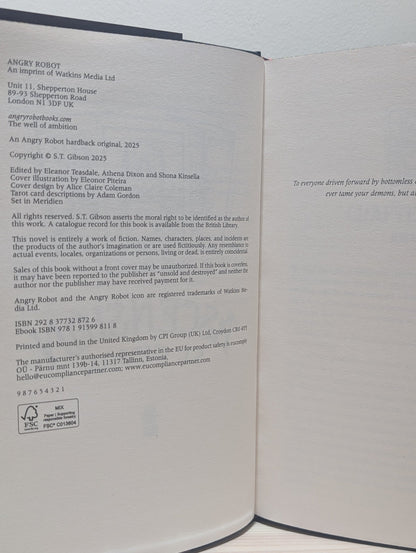 ANGRY ROBOT
An imprint of Watkins Media Ltd
Unit 11, Shepperton House
89-93 Shepperton Road
London N1 3DF UK
angryrobotbooks.com
The well of ambition
An Angry Robot hardback original, 2025
Copyright © S.T. Gibson 2025
Edited by Eleanor Teasdale, Athena Dixon and Shona Kinsella
Cover illustration by Eleonor Piteira
Cover design by Alice Claire Coleman
Tarot card descriptions by Adam Gordon
Set in Meridien
All rights reserved. S.T. Gibson asserts the moral right to be identified as the author of
this work. A catalogue record for this book is available from the British Library.
This novel is entirely a work of fiction. Names, characters, places, and incidents are
the products of the author's imagination or are used fictitiously. Any resemblance to
actual events, locales, organizations or persons, living or dead, is entirely coincidental.
Sales of this book without a front cover may be unauthorized. If this book is coverless,
it may have been reported to the publisher as "unsold and destroyed" and neither the
author nor the publisher may have received payment for it.
Angry Robot and the Angry Robot icon are registered trademarks of Watkins Me-
dia Ltd.
ISBN 292 8 37732 872 6
Ebook ISBN 978 1 91599 811 8
Printed and bound in the United Kingdom by CPI Group (UK) Ltd, Croydon CR0 4YY
The manufacturer's authorised representative in the EU for product safety is eucomply
OÜ - Pärnu mnt 139b-14, 11317 Tallinn, Estonia,
hello@eucompliancepartner.com; www.eucompliancepartner.com
9 8 7 6 5 4 3 2 1
FSC
MIX
Paper | Supporting
responsible forestry
FSC® C013604
To everyone driven forward by bottomless
ever tame your demons, but